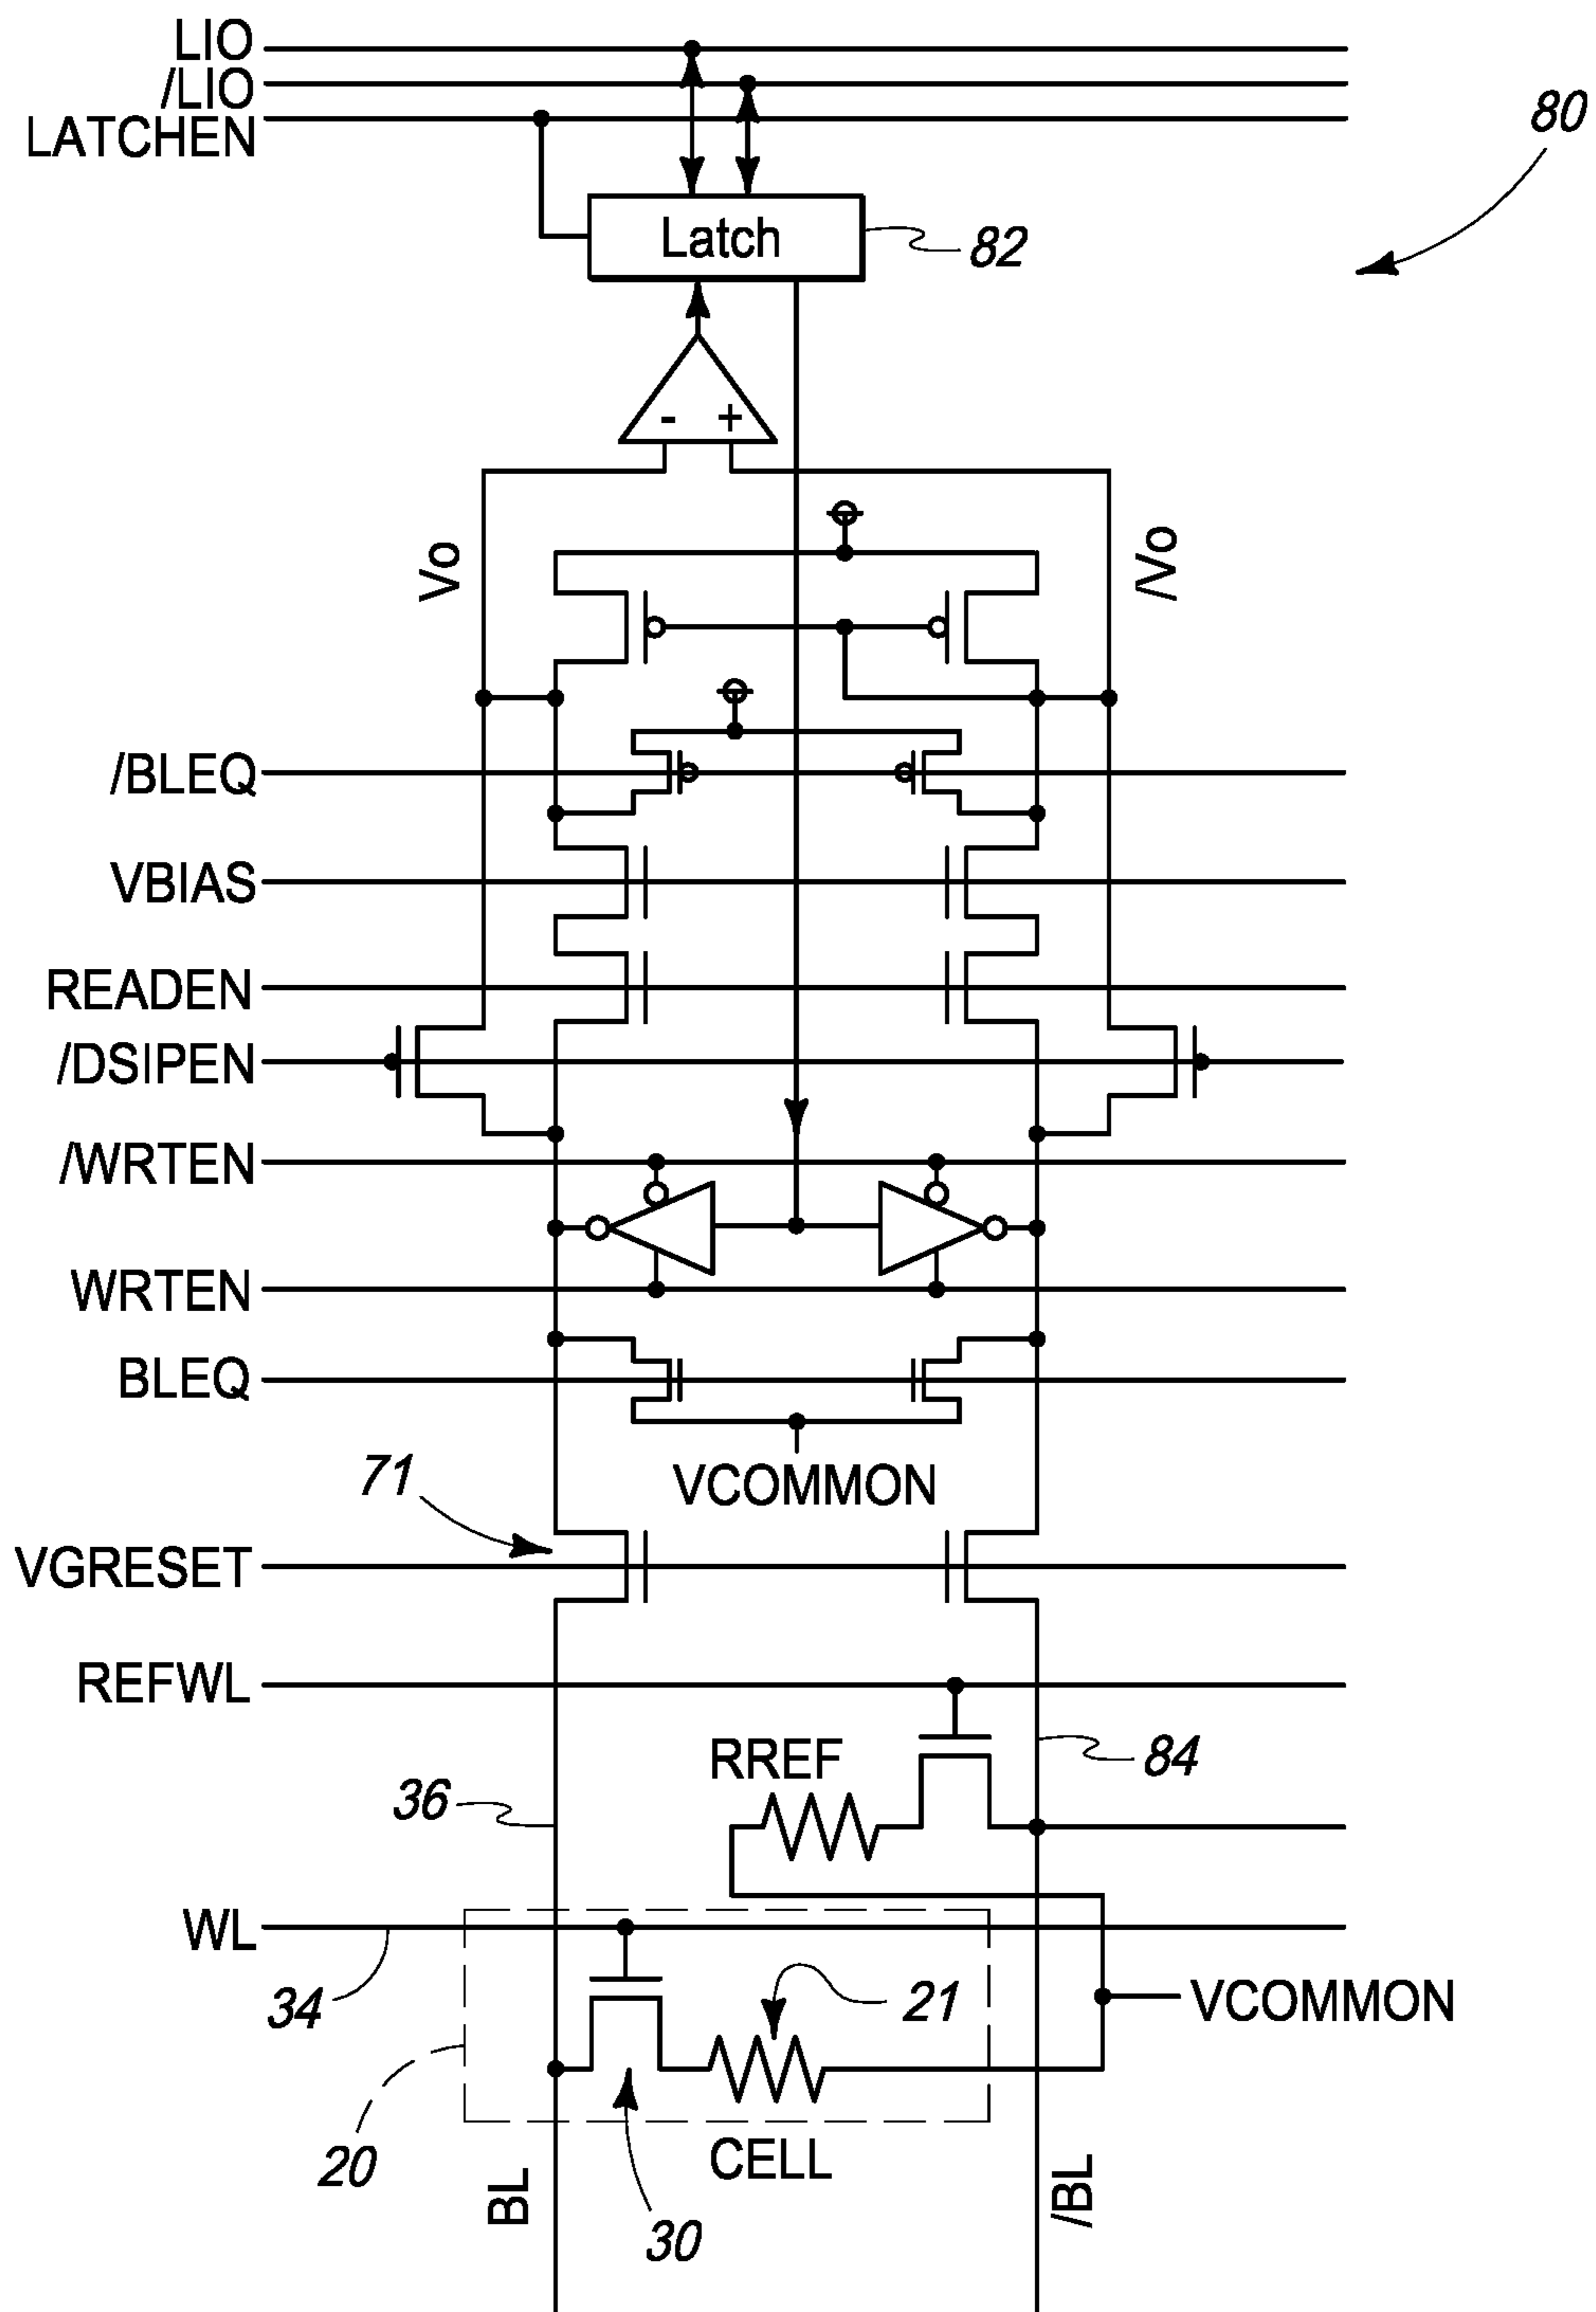 LIO
/LIO
LATCHEN
80
Latch
82
- +
Vo
/Vo
/BLEQ
VBIAS
READEN
/DSIPEN
/WRTEN
WRTEN
BLEQ
VCOMMON
71
VGRESET
REFWL
RREF
84
36
WL
34
21
VCOMMON
20
CELL
BL
/BL
30